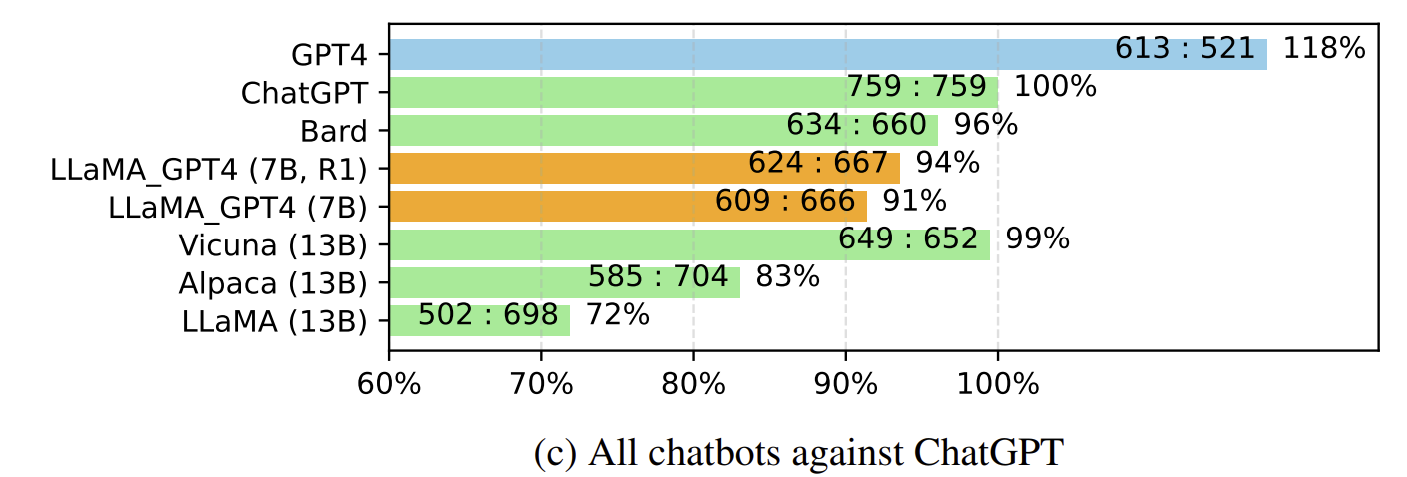 GPT4 613 : 521 118%
ChatGPT 759 : 759 100%
Bard 634 : 660 96%
LLaMA_GPT4 (7B, R1) 624 : 667 94%
LLaMA_GPT4 (7B) 609 : 666 91%
Vicuna (13B) 649 : 652 99%
Alpaca (13B) 585 : 704 83%
LLaMA (13B) 502 : 698 72%
60% 70% 80% 90% 100%
(c) All chatbots against ChatGPT